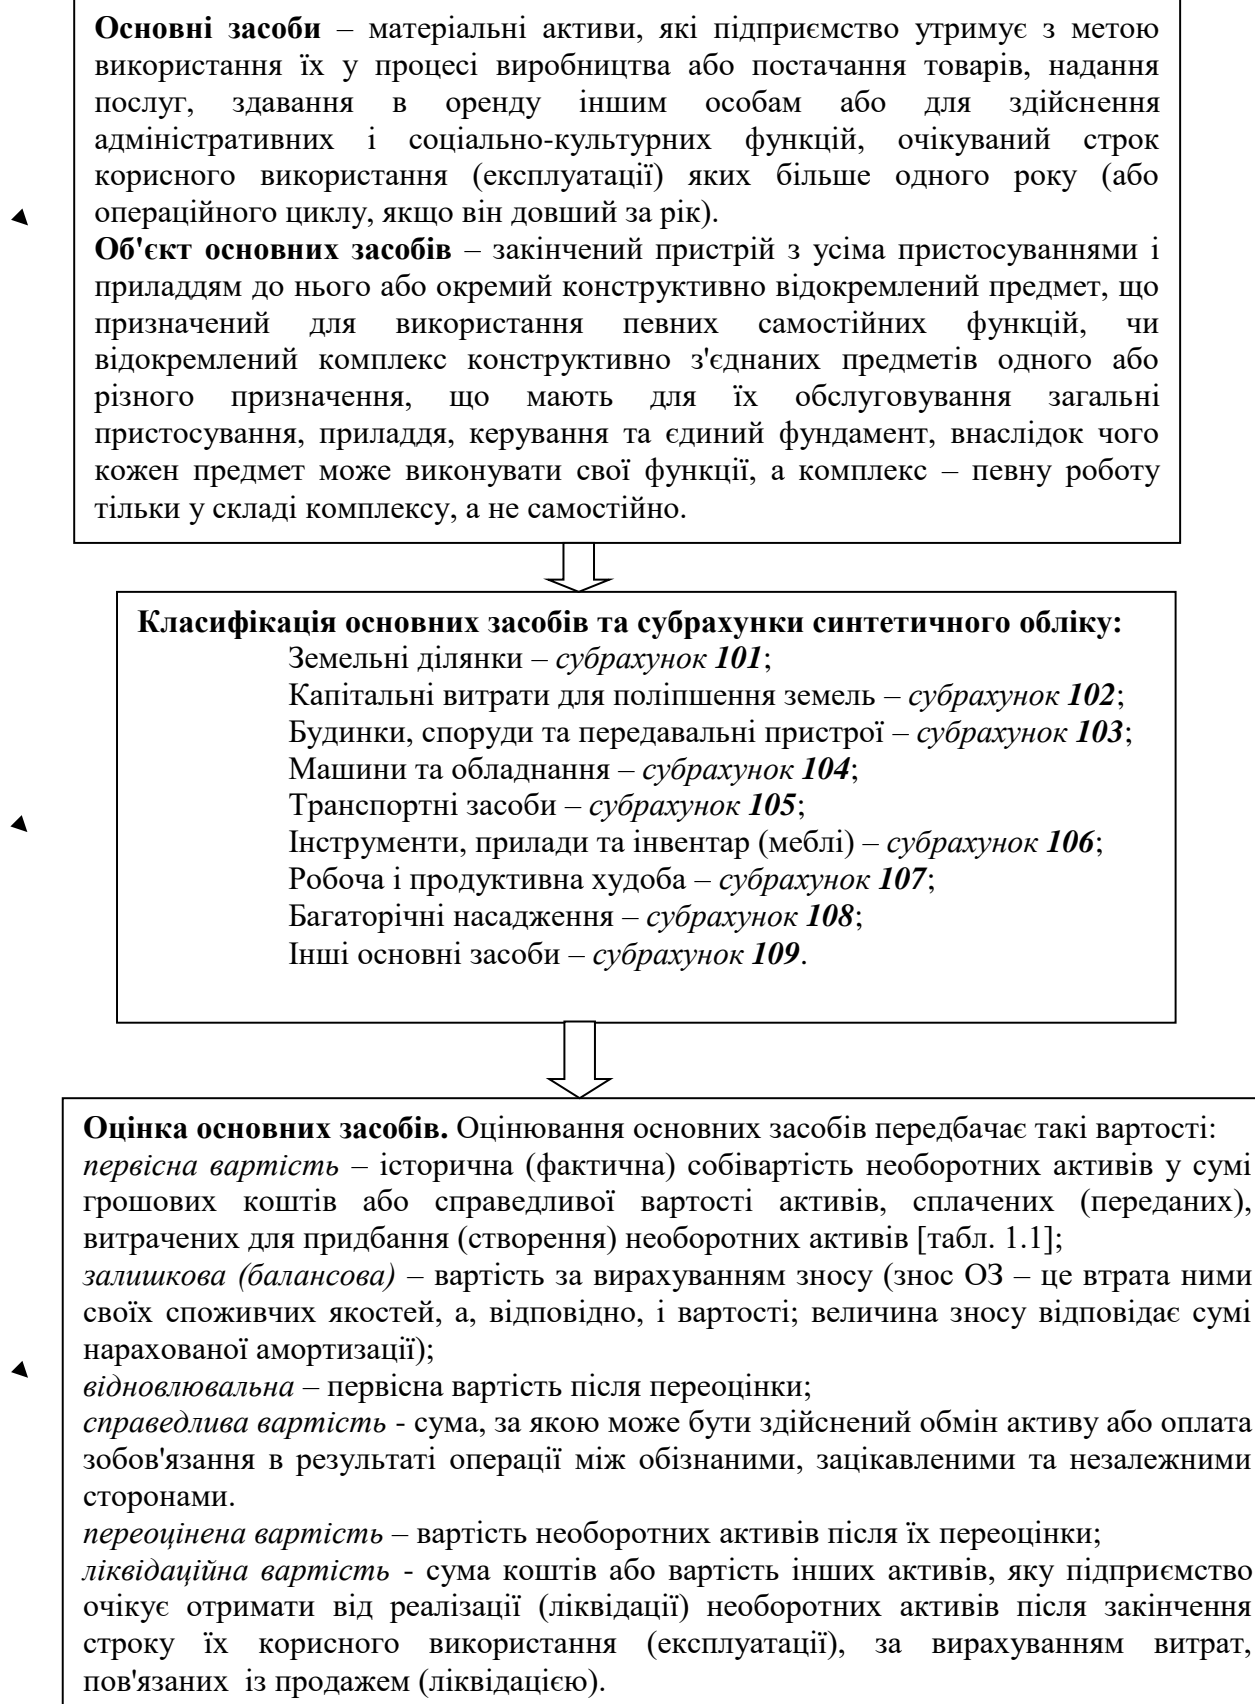 Основні засоби – матеріальні активи, які підприємство утримує з метою
використання їх у процесі виробництва або постачання товарів, надання
послуг, здавання в оренду іншим особам або для здійснення
адміністративних і соціально-культурних функцій, очікуваний строк
корисного використання (експлуатації) яких більше одного року (або
операційного циклу, якщо він довший за рік).
Об'єкт основних засобів – закінчений пристрій з усіма пристосуваннями і
приладдям до нього або окремий конструктивно відокремлений предмет, що
призначений для використання певних самостійних функцій, чи
відокремлений комплекс конструктивно з'єднаних предметів одного або
різного призначення, що мають для їх обслуговування загальні
пристосування, приладдя, керування та єдиний фундамент, внаслідок чого
кожен предмет може виконувати свої функції, а комплекс – певну роботу
тільки у складі комплексу, а не самостійно.
Класифікація основних засобів та субрахунки синтетичного обліку:
Земельні ділянки – субрахунок 101;
Капітальні витрати для поліпшення земель – субрахунок 102;
Будинки, споруди та передавальні пристрої – субрахунок 103;
Машини та обладнання – субрахунок 104;
Транспортні засоби – субрахунок 105;
Інструменти, прилади та інвентар (меблі) – субрахунок 106;
Робоча і продуктивна худоба – субрахунок 107;
Багаторічні насадження – субрахунок 108;
Інші основні засоби – субрахунок 109.
Оцінка основних засобів. Оцінювання основних засобів передбачає такі вартості:
первісна вартість – історична (фактична) собівартість необоротних активів у сумі
грошових коштів або справедливої вартості активів, сплачених (переданих),
витрачених для придбання (створення) необоротних активів [табл. 1.1];
залишкова (балансова) – вартість за вирахуванням зносу (знос ОЗ – це втрата ними
своїх споживчих якостей, а, відповідно, і вартості; величина зносу відповідає сумі
нарахованої амортизації);
відновлювальна – первісна вартість після переоцінки;
справедлива вартість - сума, за якою може бути здійснений обмін активу або оплата
зобов'язання в результаті операції між обізнаними, зацікавленими та незалежними
сторонами.
переоцінена вартість – вартість необоротних активів після їх переоцінки;
ліквідаційна вартість - сума коштів або вартість інших активів, яку підприємство
очікує отримати від реалізації (ліквідації) необоротних активів після закінчення
строку їх корисного використання (експлуатації), за вирахуванням витрат,
пов'язаних із продажем (ліквідацією).